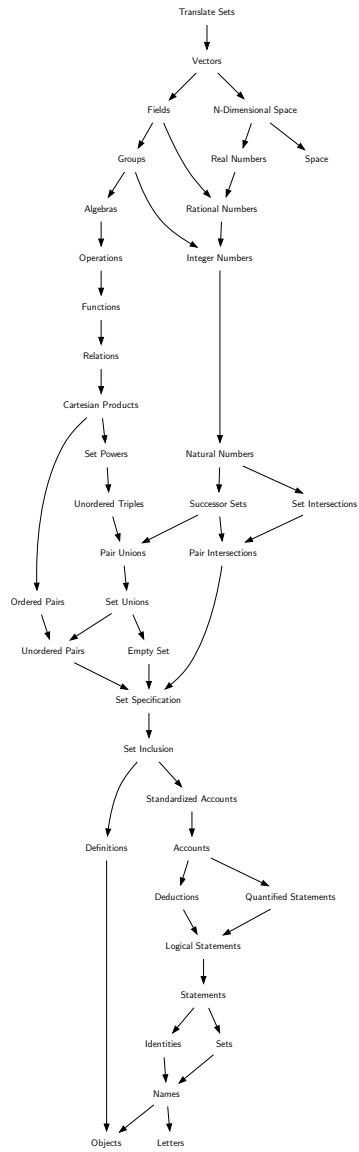 Translate Sets
Vectors
Fields
N-Dimensional Space
Groups
Real Numbers
Space
Algebras
Rational Numbers
Operations
Integer Numbers
Functions
Relations
Cartesian Products
Set Powers
Natural Numbers
Unordered Triples
Successor Sets
Set Intersections
Pair Unions
Pair Intersections
Ordered Pairs
Set Unions
Unordered Pairs
Empty Set
Set Specification
Set Inclusion
Standardized Accounts
Definitions
Accounts
Deductions
Quantified Statements
Logical Statements
Statements
Identities
Sets
Names
Objects
Letters